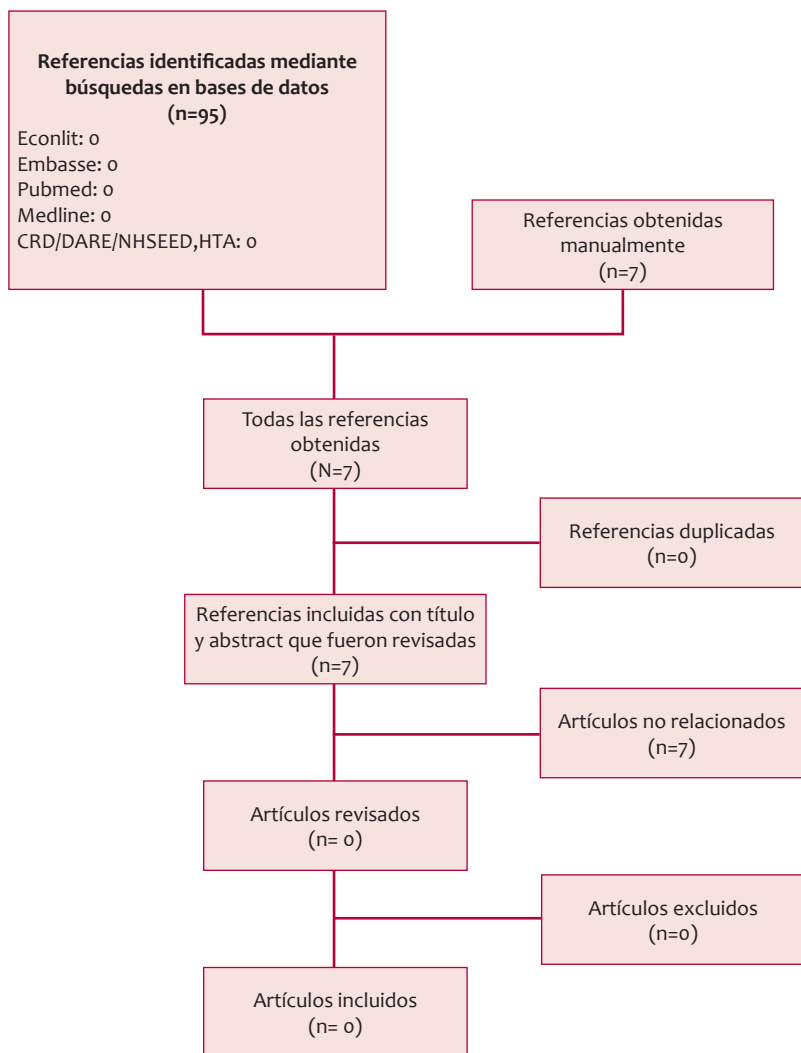 Referencias identificadas mediante
búsquedas en bases de datos
(n=95)
Econlit: 0
Embasse: 0
Pubmed: 0
Medline: 0
CRD/DARE/NHSEED,HTA: 0
Referencias obtenidas
manualmente
(n=7)
Todas las referencias
obtenidas
(N=7)
Referencias duplicadas
(n=0)
Referencias incluidas con título
y abstract que fueron revisadas
(n=7)
Artículos no relacionados
(n=7)
Artículos revisados
(n= 0)
Artículos excluidos
(n=0)
Artículos incluidos
(n= 0)